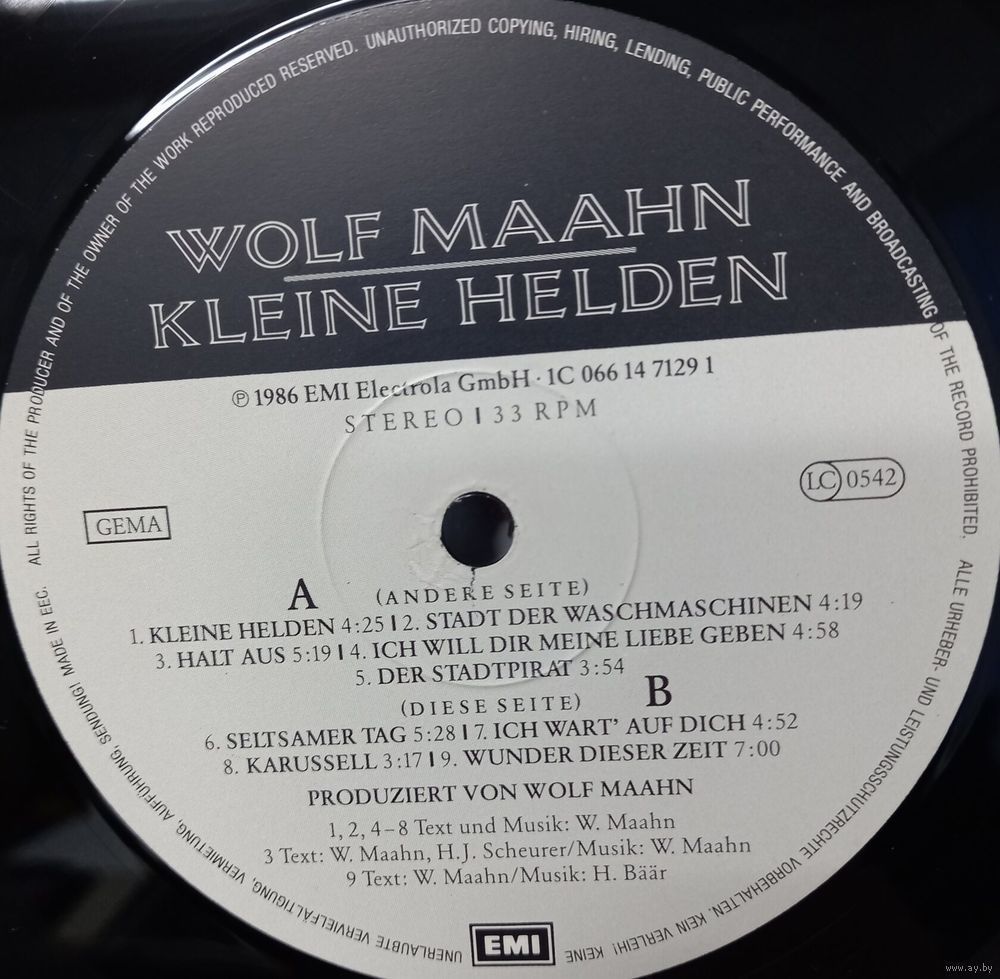 ALL RIGHTS OF THE PRODUCER AND OF THE OWNER OF THE WORK REPRODUCED RESERVED. UNAUTHORIZED COPYING, HIRING, LENDING, PUBLIC PERFORMANCE AND BROADCASTING OF THE RECORD PROHIBITED.
WOLF MAAHN
KLEINE HELDEN
℗ 1986 EMI Electrola GmbH · 1C 066 14 7129 1
STEREO I 33 RPM
LC 0542
GEMA
A (ANDERE SEITE)
1. KLEINE HELDEN 4:25 I 2. STADT DER WASCHMASCHINEN 4:19
3. HALT AUS 5:19 I 4. ICH WILL DIR MEINE LIEBE GEBEN 4:58
5. DER STADTPIRAT 3:54
(DIESE SEITE) B
6. SELTSAMER TAG 5:28 I 7. ICH WART' AUF DICH 4:52
8. KARUSSELL 3:17 I 9. WUNDER DIESER ZEIT 7:00
PRODUZIERT VON WOLF MAAHN
1, 2, 4–8 Text und Musik: W. Maahn
3 Text: W. Maahn, H.J. Scheurer/Musik: W. Maahn
9 Text: W. Maahn/Musik: H. Bäär
EMI
ALLE URHEBER- UND LEISTUNGSSCHUTZRECHTE VORBEHALTEN. KEIN VERLEIH! KEINE UNERLAUBTE VERVIELFÄLTIGUNG, VERMIETUNG, AUFFÜHRUNG, SENDUNG! MADE IN EEC.
www.ay.by